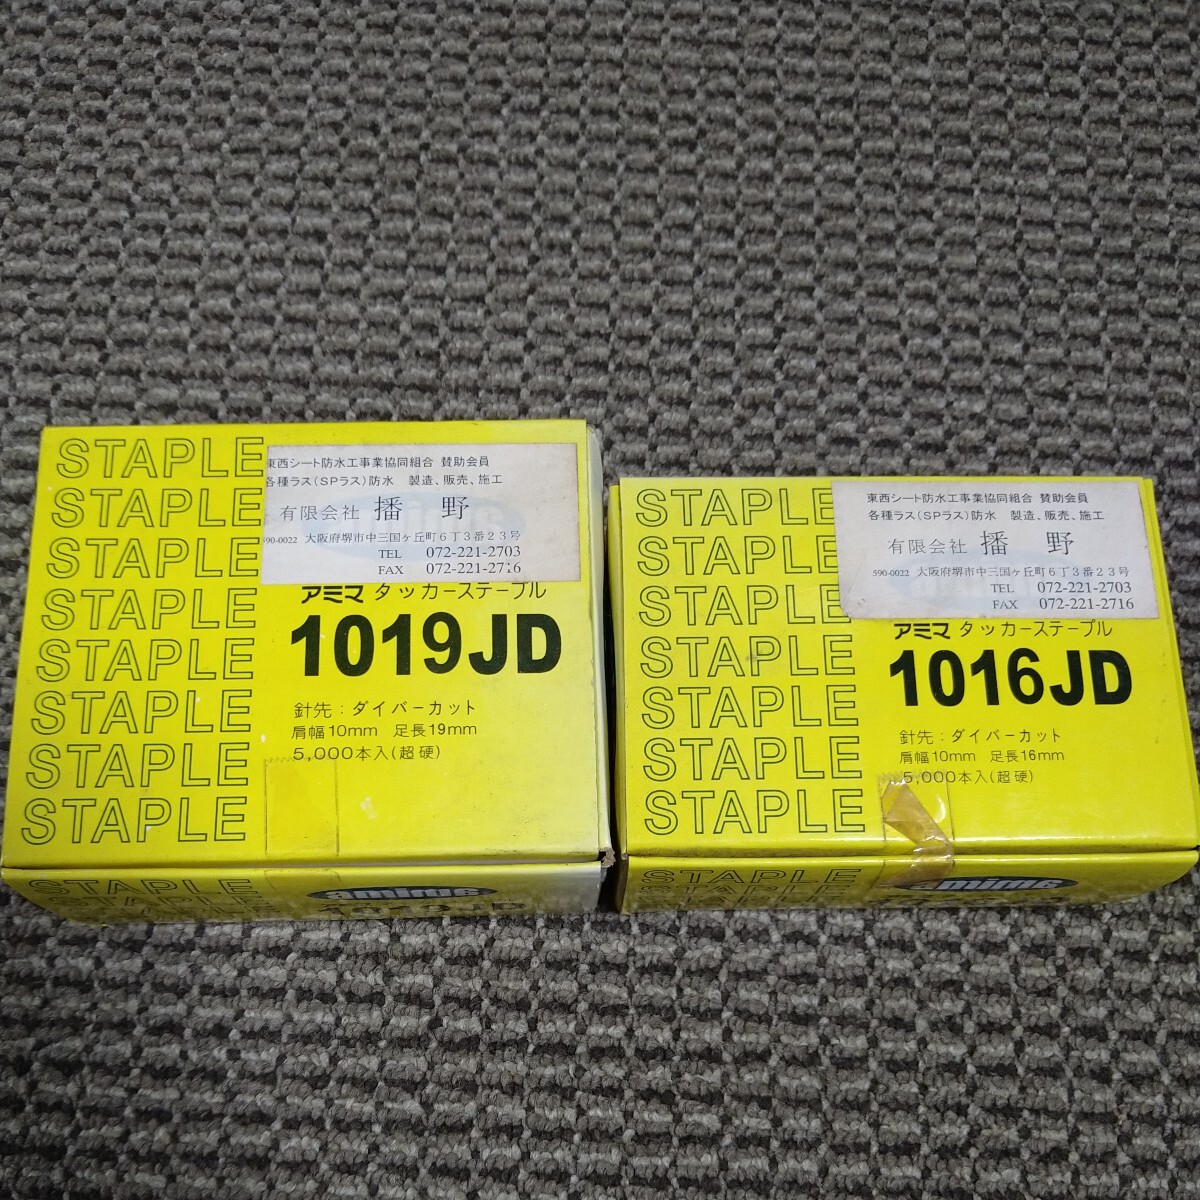 STAPLE
STAPLE
STAPLE
STAPLE
STAPLE
STAPLE
STAPLE
STAPLE
東西シート防水工事業協同組合 賛助会員
各種ラス(SPラス)防水 製造、販売、施工
有限会社 播 野
590-0022 大阪府堺市中三国ヶ丘町6丁3番23号
TEL 072-221-2703
FAX 072-221-2716
アミマ タッカーステープル
1019JD
針先:ダイバーカット
肩幅10mm 足長19mm
5,000本入(超硬)
STAPLE
amima
STAPLE
STAPLE
STAPLE
STAPLE
STAPLE
STAPLE
STAPLE
東西シート防水工事業協同組合 賛助会員
各種ラス(SPラス)防水 製造、販売、施工
有限会社 播 野
590-0022 大阪府堺市中三国ヶ丘町6丁3番23号
TEL 072-221-2703
FAX 072-221-2716
アミマ タッカーステープル
1016JD
針先:ダイバーカット
肩幅10mm 足長16mm
5,000本入(超硬)
STAPLE
STAPLE
amima